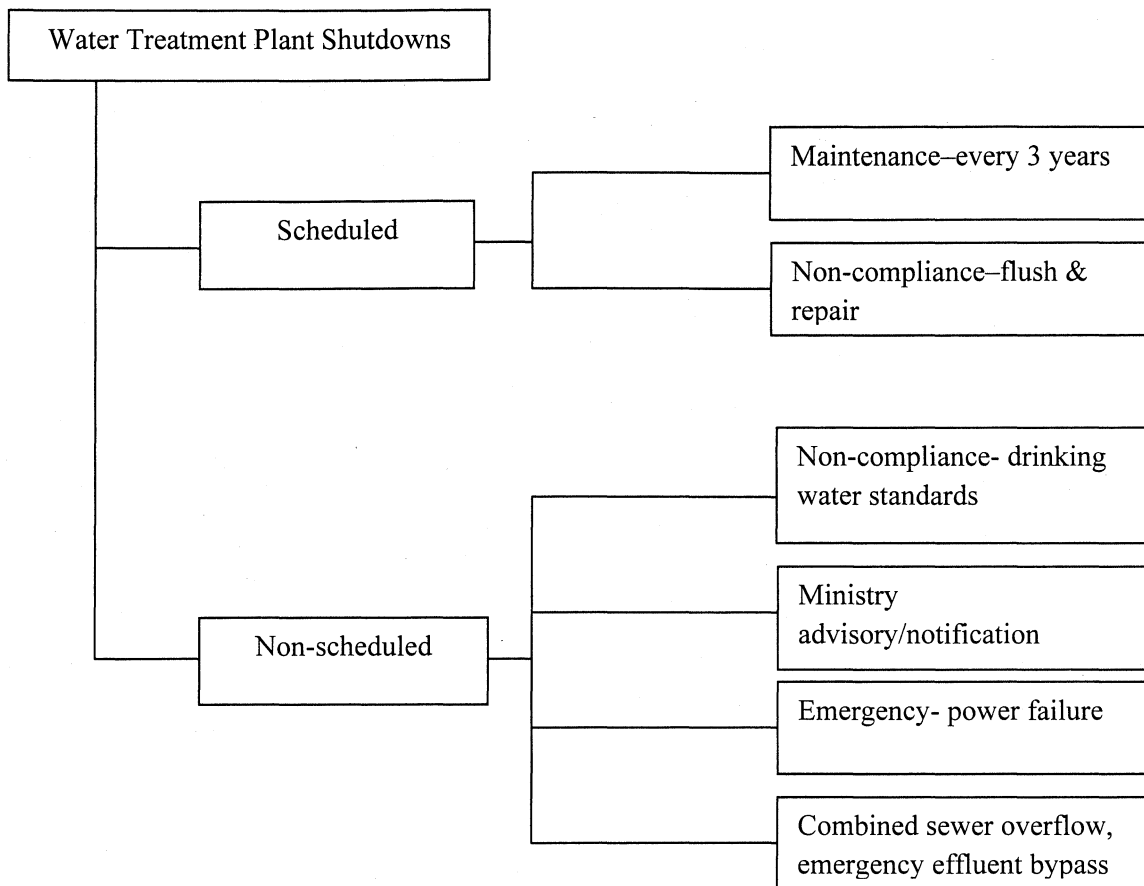 Water Treatment Plant Shutdowns
Scheduled
Maintenance–every 3 years
Non-compliance–flush &
repair
Non-scheduled
Non-compliance- drinking
water standards
Ministry
advisory/notification
Emergency- power failure
Combined sewer overflow,
emergency effluent bypass